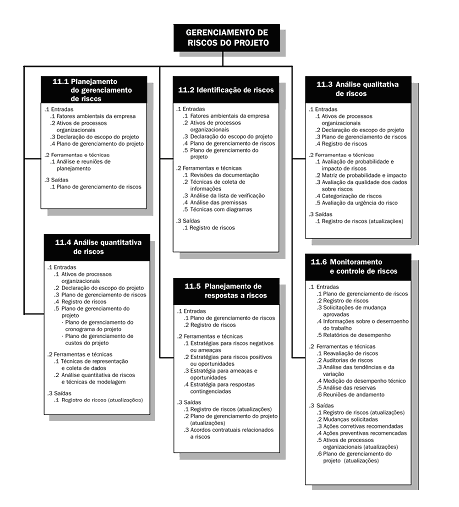 GERENCIAMENTO DE
RISCOS DO PROJETO
11.1 Planejamento
do gerenciamento
de riscos
.1 Entradas
.1 Fatores ambientais da empresa
.2 Ativos de processos
organizacionais
.3 Declaração do escopo do projeto
.4 Plano de gerenciamento do projeto
.2 Ferramentas e técnicas
.1 Análise e reuniões de
planejamento
.3 Saídas
.1 Plano de gerenciamento de riscos
11.2 Identificação de riscos
.1 Entradas
.1 Fatores ambientais da empresa
.2 Ativos de processos
organizacionais
.3 Declaração do escopo do projeto
.4 Plano de gerenciamento de riscos
.5 Plano de gerenciamento do
projeto
.2 Ferramentas e técnicas
.1 Revisões da documentação
.2 Técnicas de coleta de
informações
.3 Análise da lista de verificação
.4 Análise das premissas
.5 Técnicas com diagramas
.3 Saídas
.1 Registro de riscos
11.3 Análise qualitativa
de riscos
.1 Entradas
.1 Ativos de processos
organizacionais
.2 Declaração do escopo do projeto
.3 Plano de gerenciamento de riscos
.4 Registro de riscos
.2 Ferramentas e técnicas
.1 Avaliação de probabilidade e
impacto de riscos
.2 Matriz de probabilidade e impacto
.3 Avaliação da qualidade dos dados
sobre riscos
.4 Categorização de riscos
.5 Avaliação da urgência do risco
.3 Saídas
.1 Registro de riscos (atualizações)
11.4 Análise quantitativa
de riscos
.1 Entradas
.1 Ativos de processos
organizacionais
.2 Declaração do escopo do projeto
.3 Plano de gerenciamento de riscos
.4 Registro de riscos
.5 Plano de gerenciamento do
projeto
- Plano de gerenciamento do
cronograma do projeto
- Plano de gerenciamento de
custos do projeto
.2 Ferramentas e técnicas
.1 Técnicas de representação
e coleta de dados
.2 Análise quantitativa de riscos
e técnicas de modelagem
.3 Saídas
.1 Registro de riscos (atualizações)
11.5 Planejamento de
respostas a riscos
.1 Entradas
.1 Plano de gerenciamento de riscos
.2 Registro de riscos
.2 Ferramentas e técnicas
.1 Estratégias para riscos negativos
ou ameaças
.2 Estratégias para riscos positivos
ou oportunidades
.3 Estratégia para ameaças e
oportunidades
.4 Estratégia para respostas
contingenciadas
.3 Saídas
.1 Registro de riscos (atualizações)
.2 Plano de gerenciamento do projeto
(atualizações)
.3 Acordos contratuais relacionados
a riscos
11.6 Monitoramento
e controle de riscos
.1 Entradas
.1 Plano de gerenciamento de riscos
.2 Registro de riscos
.3 Solicitações de mudança
aprovadas
.4 Informações sobre o desempenho
do trabalho
.5 Relatórios de desempenho
.2 Ferramentas e técnicas
.1 Reavaliação de riscos
.2 Auditorias de riscos
.3 Análise das tendências e da
variação
.4 Medição do desempenho técnico
.5 Análise das reservas
.6 Reuniões de andamento
.3 Saídas
.1 Registro de riscos (atualizações)
.2 Mudanças solicitadas
.3 Ações corretivas recomendadas
.4 Ações preventivas recomencadas
.5 Ativos de processos
organizacionais (atualizações)
.6 Plano de gerenciamento do
projeto (atualizações)